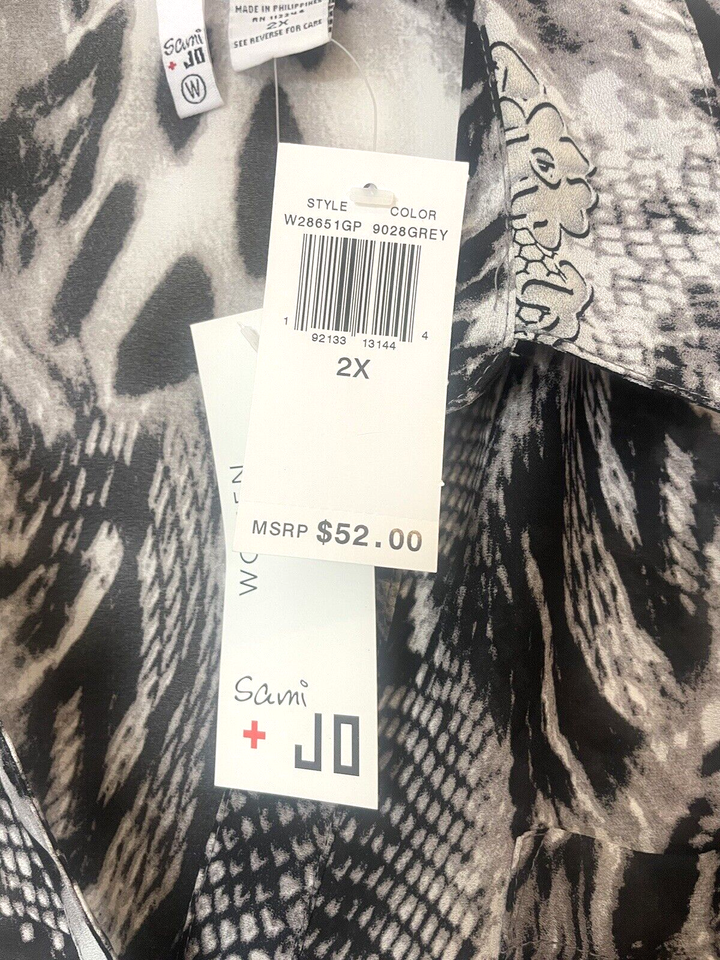 MADE IN PHILIPPINES
2X
SEE REVERSE FOR CARE
Sami
+ JO
W
STYLE COLOR
W28651GP 9028GREY
1 92133 13144 4
2X
MSRP $52.00
Sami
+ JO